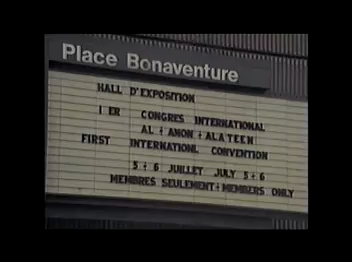 Place Bonaventure
HALL D'EXPOSITION
1 ER CONGRES INTERNATIONAL
AL + ANON + ALATEEN
FIRST INTERNATIONL CONVENTION
5 + 6 JUILLET JULY 5 + 6
MEMBRES SEULEMENT + MEMBERS ONLY